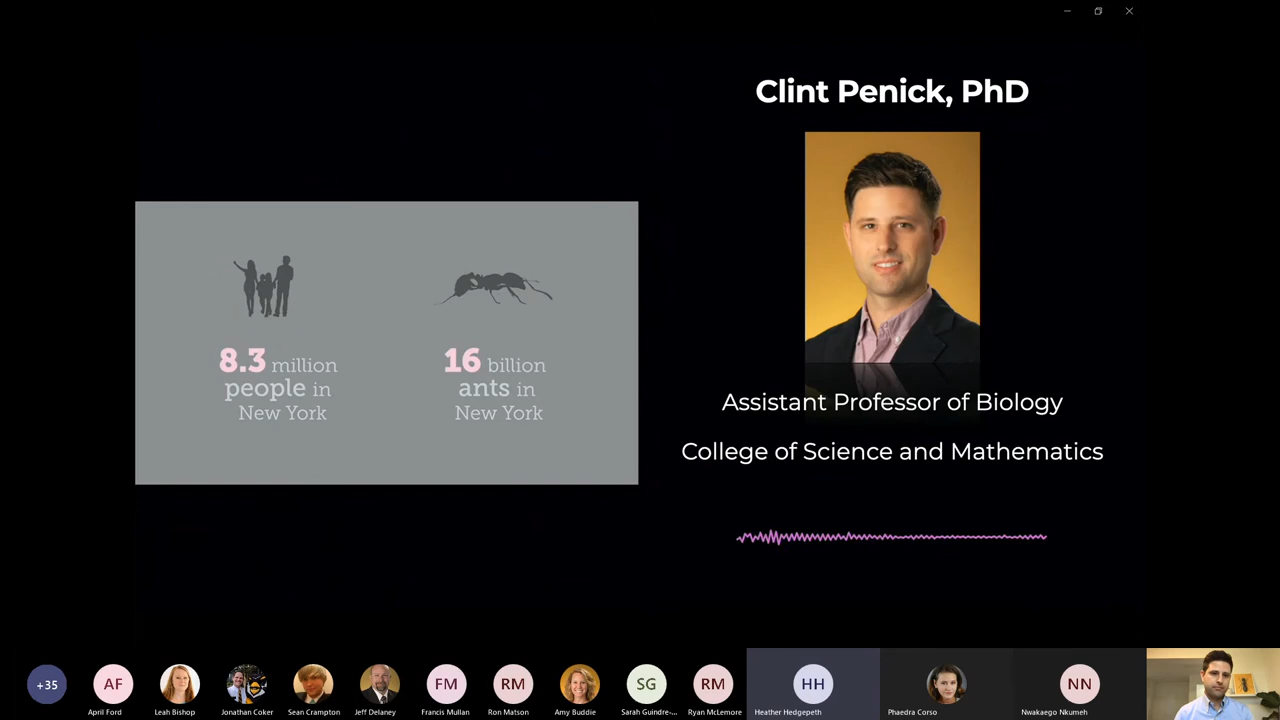 Clint Penick, PhD
8.3 million
people in
New York
16 billion
ants in
New York
Assistant Professor of Biology
College of Science and Mathematics
+35
AF
FM
RM
SG
RM
HH
NN
April Ford
Leah Bishop
Jonathan Coker
Sean Crampton
Jeff Delaney
Francis Mullan
Ron Matson
Amy Buddie
Sarah Guindre-...
Ryan McLemore
Heather Hedgepeth
Phaedra Corso
Nwakaego Nkumeh